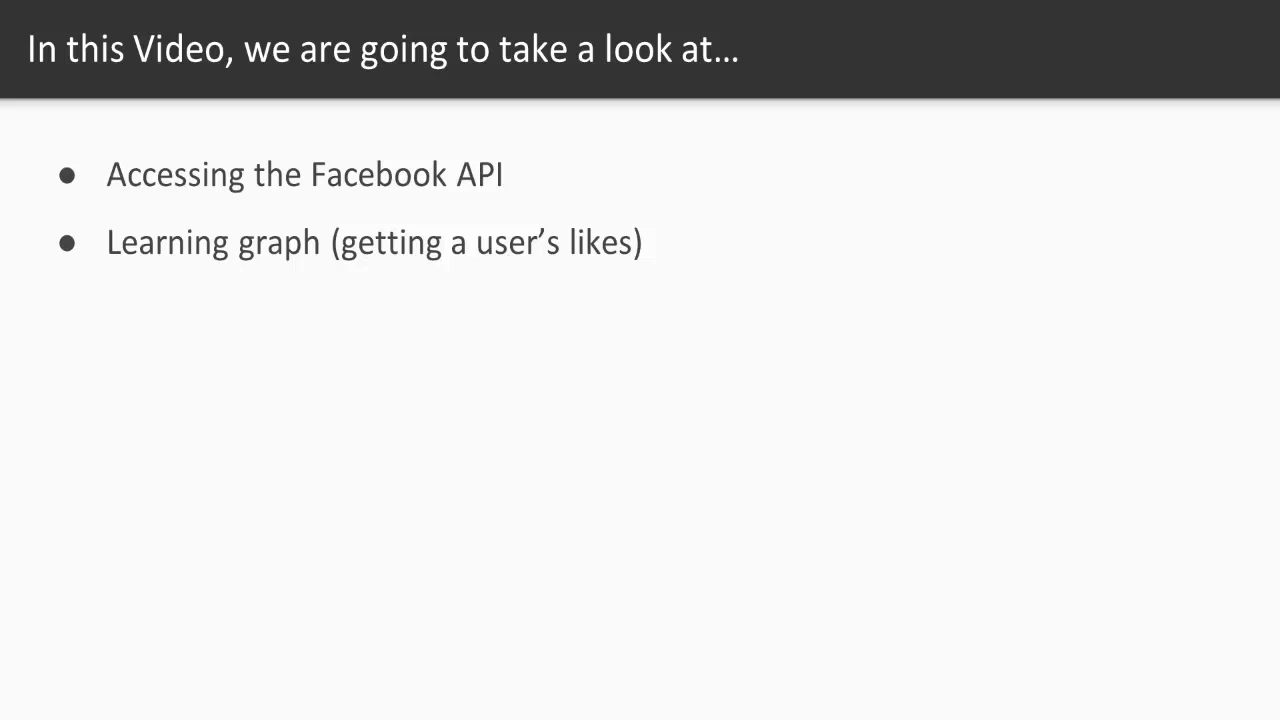 In this Video, we are going to take a look at…
● Accessing the Facebook API
● Learning graph (getting a user’s likes)